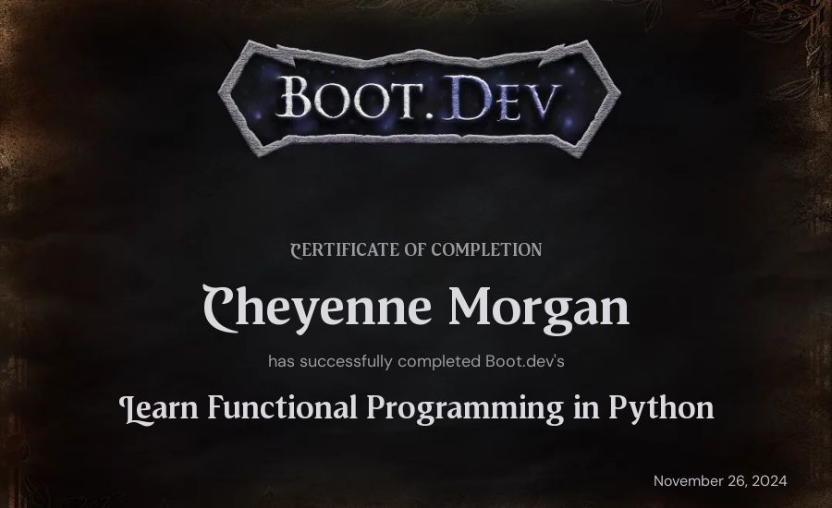 BOOT.DEV
CERTIFICATE OF COMPLETION
Cheyenne Morgan
has successfully completed Boot.dev's
Learn Functional Programming in Python
November 26, 2024